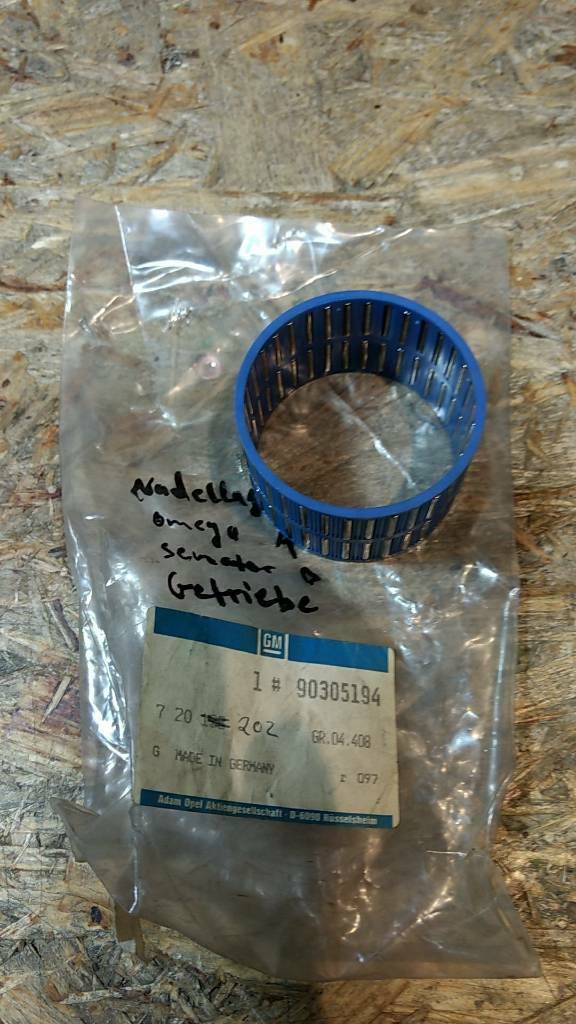 Nadellag
Omega A
Senator B
Getriebe
GM
1 # 90305194
7 20 202
GR.04.408
G MADE IN GERMANY
r 097
Adam Opel Aktiengesellschaft · D-6090 Rüsselsheim